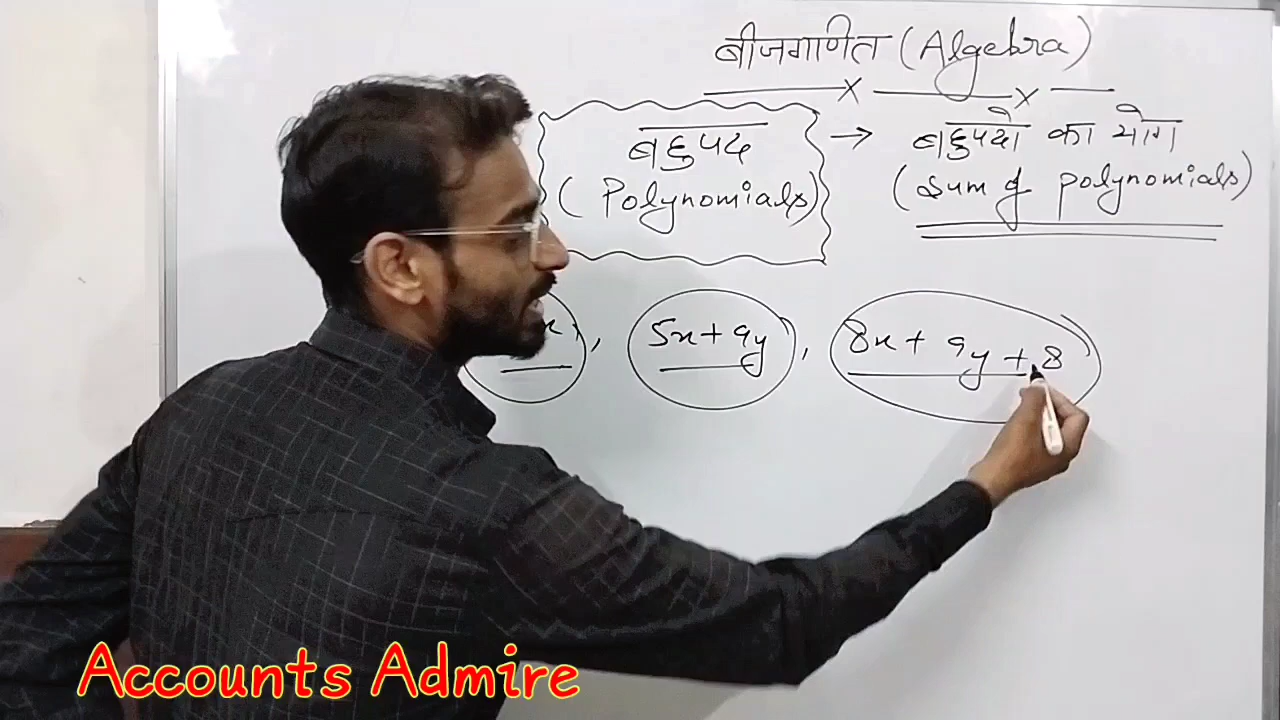 बीजगणित (Algebra)
बहुपद → बहुपदो का योग
(Polynomials) (Sum of polynomials)
, 5x + 9y , 8x + 9y + 8
Accounts Admire